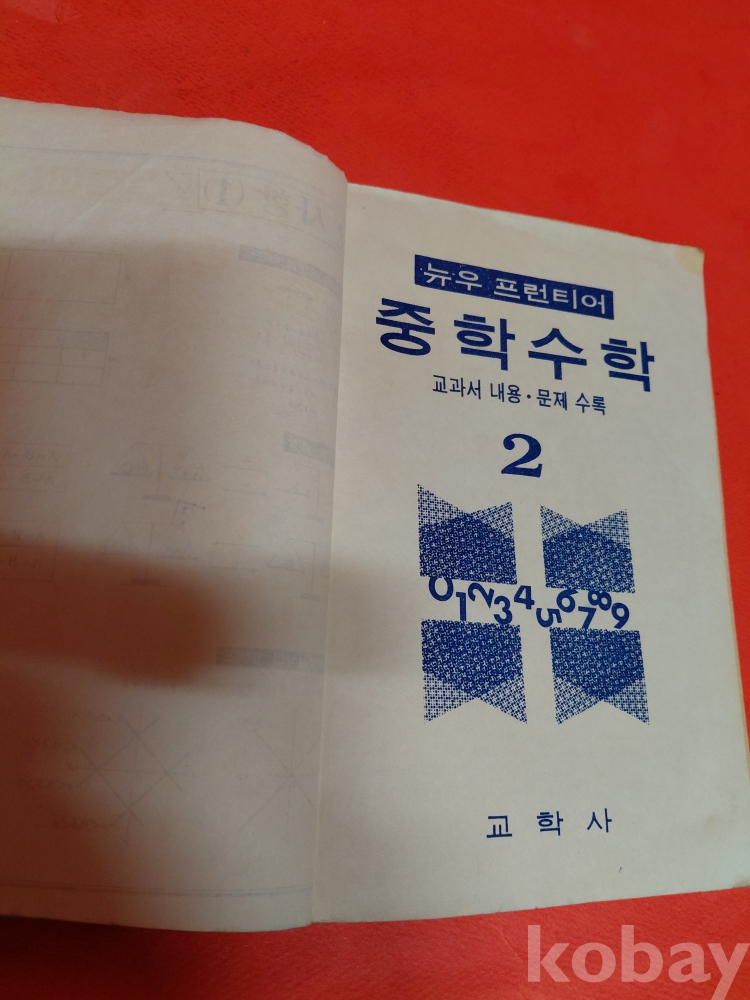 뉴우 프런티어
중학수학
교과서 내용·문제 수록
2
0123456789
교학사
kobay